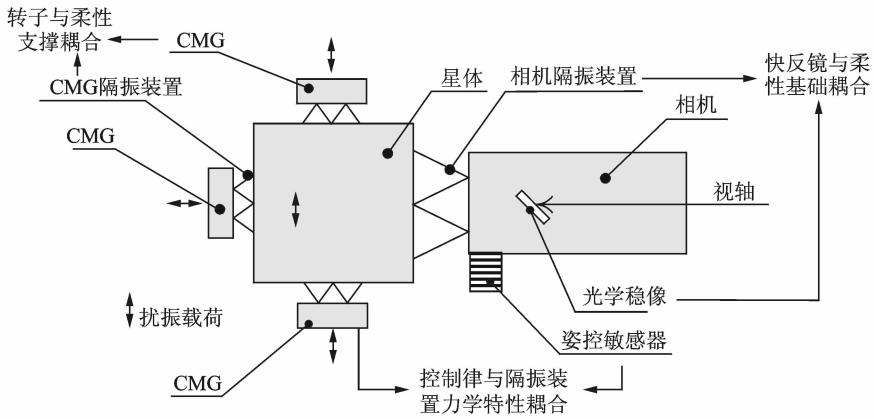 转子与柔性
支撑耦合
CMG
CMG隔振装置
CMG
星体
相机隔振装置
快反镜与柔
性基础耦合
相机
视轴
光学稳像
扰振载荷
姿控敏感器
CMG
控制律与隔振装
置力学特性耦合